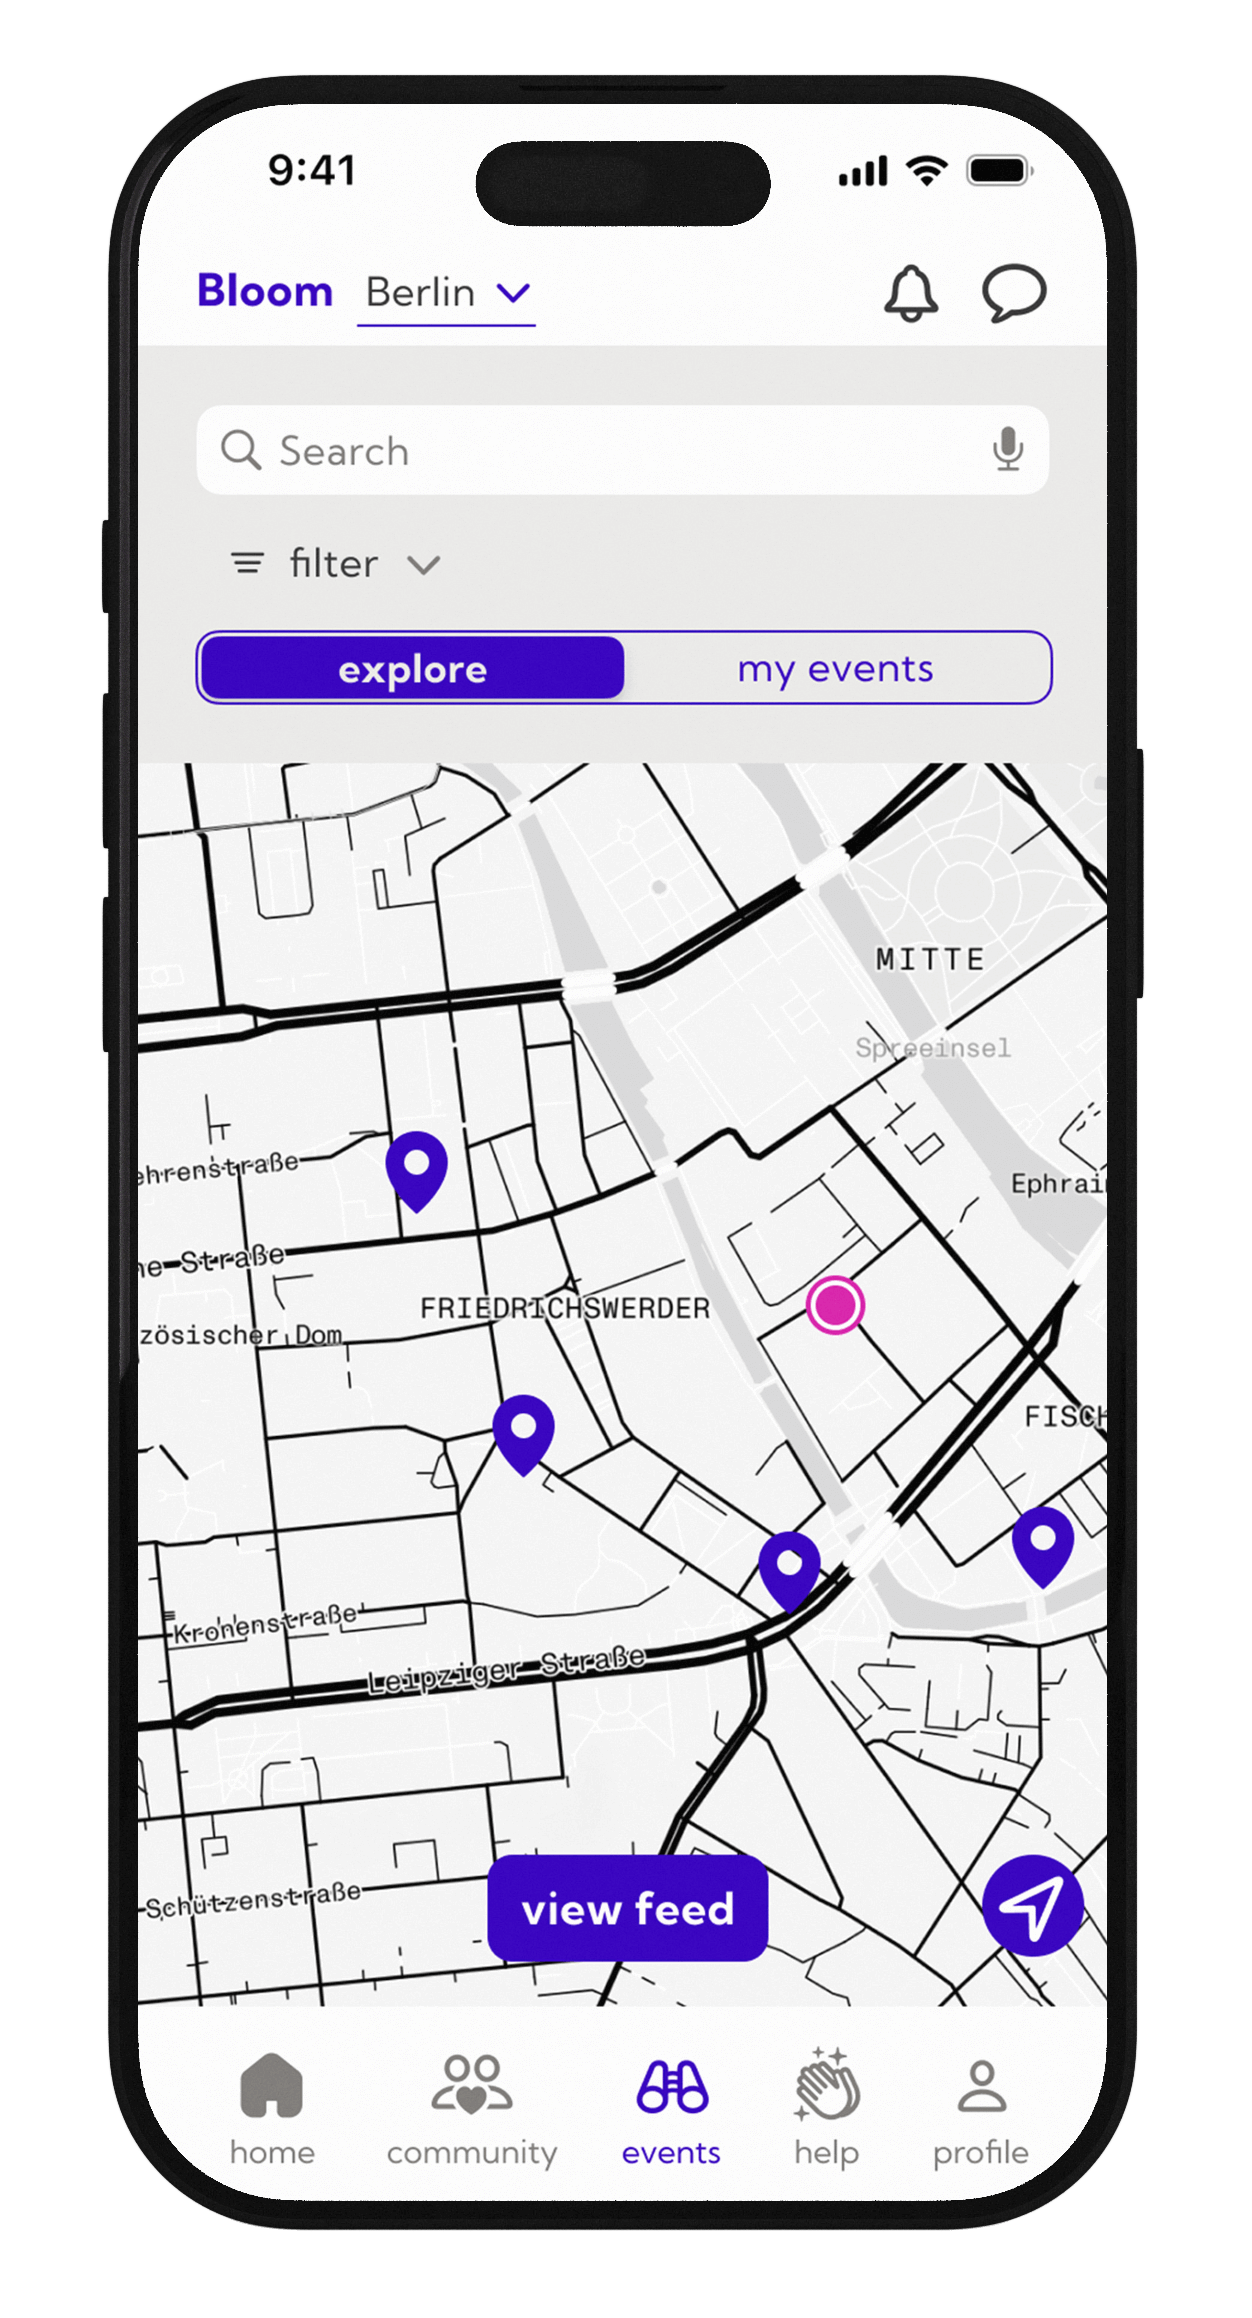 9:41
Bloom Berlin
Search
filter
explore my events
MITTE
Spreeinsel
ehrenstraße
Ephrai
he Straße
FRIEDRICHSWERDER
zösischer Dom
FISCH
Kronenstraße
Leipziger Straße
Schützenstraße
view feed
home community events help profile